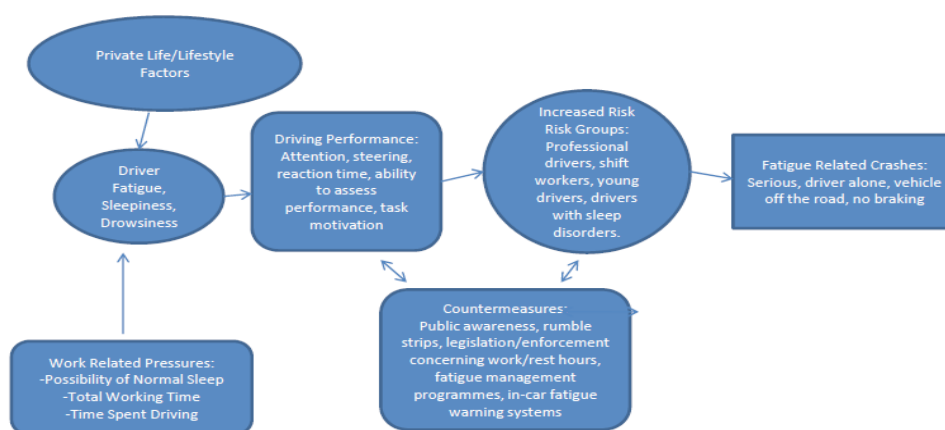 Private Life/Lifestyle
Factors
Driver
Fatigue,
Sleepiness,
Drowsiness
Work Related Pressures:
-Possibility of Normal Sleep
-Total Working Time
-Time Spent Driving
Driving Performance:
Attention, steering,
reaction time, ability
to assess
performance, task
motivation
Increased Risk
Risk Groups:
Professional
drivers, shift
workers, young
drivers, drivers
with sleep
disorders.
Countermeasures:
Public awareness, rumble
strips, legislation/enforcement
concerning work/rest hours,
fatigue management
programmes, in-car fatigue
warning systems
Fatigue Related Crashes:
Serious, driver alone, vehicle
off the road, no braking